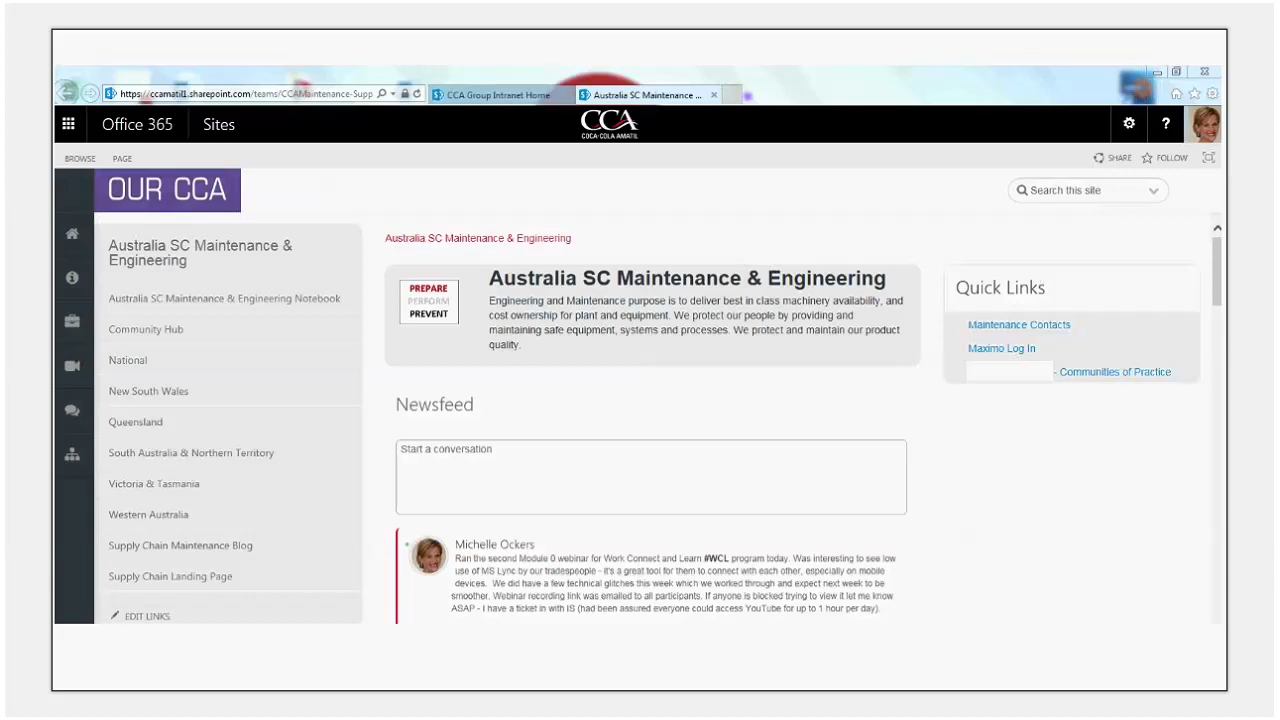 https://ccamatil1.sharepoint.com/teams/CCAMaintenance-Supp
CCA Group Intranet Home
Australia SC Maintenance ...
Office 365
Sites
CCA
COCA-COLA AMATIL
BROWSE
PAGE
SHARE
FOLLOW
OUR CCA
Search this site
Australia SC Maintenance &
Engineering
Australia SC Maintenance & Engineering Notebook
Community Hub
National
New South Wales
Queensland
South Australia & Northern Territory
Victoria & Tasmania
Western Australia
Supply Chain Maintenance Blog
Supply Chain Landing Page
EDIT LINKS
Australia SC Maintenance & Engineering
PREPARE
PERFORM
PREVENT
Australia SC Maintenance & Engineering
Engineering and Maintenance purpose is to deliver best in class machinery availability, and
cost ownership for plant and equipment. We protect our people by providing and
maintaining safe equipment, systems and processes. We protect and maintain our product
quality.
Newsfeed
Start a conversation
Michelle Ockers
Ran the second Module 0 webinar for Work Connect and Learn #WCL program today. Was interesting to see low
use of MS Lync by our tradespeople - it's a great tool for them to connect with each other, especially on mobile
devices. We did have a few technical glitches this week which we worked through and expect next week to be
smoother. Webinar recording link was emailed to all participants. If anyone is blocked trying to view it let me know
ASAP - I have a ticket in with IS (had been assured everyone could access YouTube for up to 1 hour per day).
Quick Links
Maintenance Contacts
Maximo Log In
- Communities of Practice